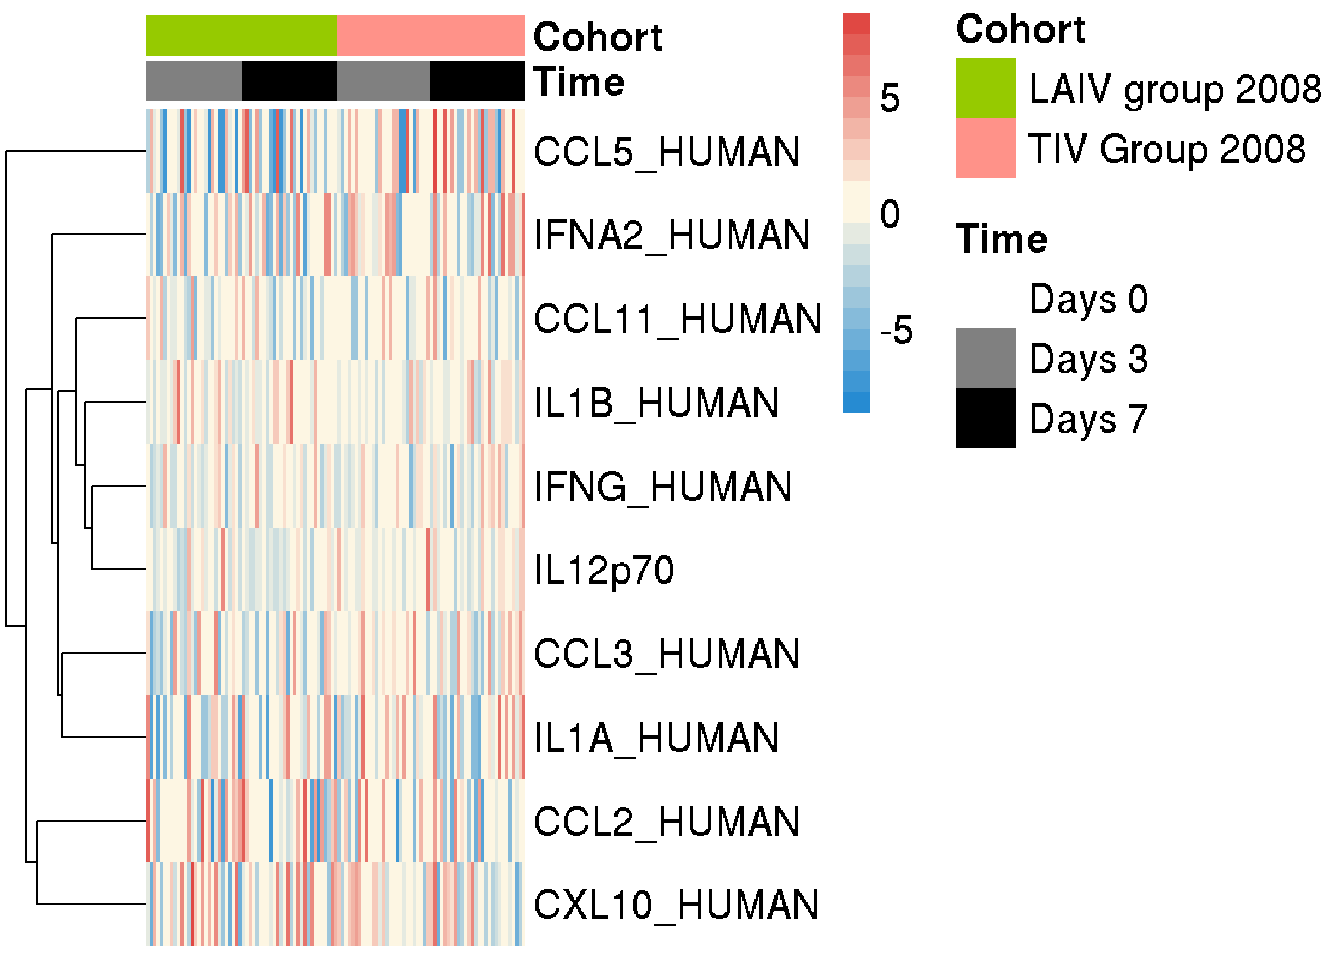 Cohort
Time
CCL5_HUMAN
IFNA2_HUMAN
CCL11_HUMAN
IL1B_HUMAN
IFNG_HUMAN
IL12p70
CCL3_HUMAN
IL1A_HUMAN
CCL2_HUMAN
CXL10_HUMAN
5
0
-5
Cohort
LAIV group 2008
TIV Group 2008
Time
Days 0
Days 3
Days 7